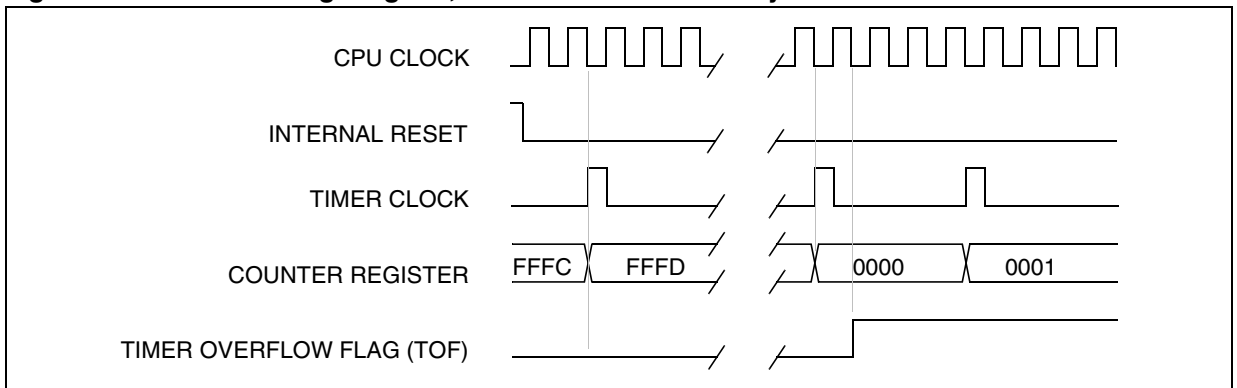 CPU CLOCK
INTERNAL RESET
TIMER CLOCK
COUNTER REGISTER FFFC FFFD 0000 0001
TIMER OVERFLOW FLAG (TOF)